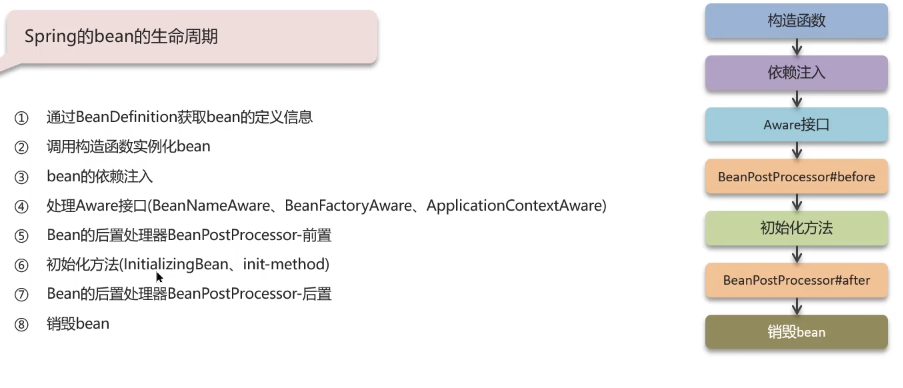 Spring的bean的生命周期
① 通过BeanDefinition获取bean的定义信息
② 调用构造函数实例化bean
③ bean的依赖注入
④ 处理Aware接口(BeanNameAware、BeanFactoryAware、ApplicationContextAware)
⑤ Bean的后置处理器BeanPostProcessor-前置
⑥ 初始化方法(InitializingBean、init-method)
⑦ Bean的后置处理器BeanPostProcessor-后置
⑧ 销毁bean
构造函数
依赖注入
Aware接口
BeanPostProcessor#before
初始化方法
BeanPostProcessor#after
销毁bean